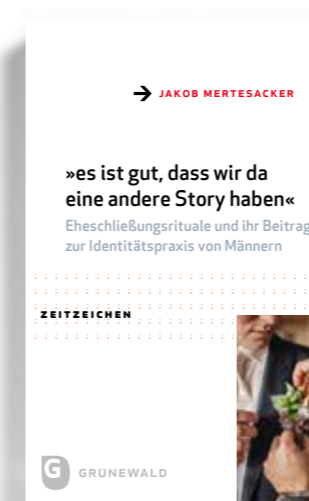 JAKOB MERTESACKER
»es ist gut, dass wir da
eine andere Story haben«
Eheschließungsrituale und ihr Beitrag
zur Identitätspraxis von Männern
ZEITZEICHEN
G GRÜNEWALD